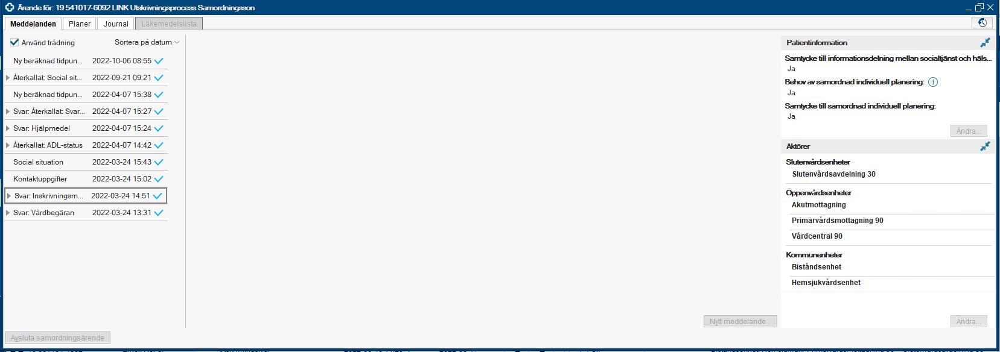 Ärende för: 19 541017-6092 LINK Utskrivningsprocess Samordningsson
Meddelanden
Planer
Journal
Läkemedelslista
Använd trådning
Sortera på datum
Ny beräknad tidpun... 2022-10-06 08:55
Återkallat: Social sit... 2022-09-21 09:21
Ny beräknad tidpun... 2022-04-07 15:38
Svar: Återkallat: Svar... 2022-04-07 15:27
Svar: Hjälpmedel 2022-04-07 15:24
Återkallat: ADL-status 2022-04-07 14:42
Social situation 2022-03-24 15:43
Kontaktuppgifter 2022-03-24 15:02
Svar: Inskrivningsm... 2022-03-24 14:51
Svar: Vårdbegäran 2022-03-24 13:31
Avsluta samordningsärende
Nytt meddelande...
Patientinformation
Samtycke till informationsdelning mellan socialtjänst och häls...
Ja
Behov av samordnad individuell planering:
Ja
Samtycke till samordnad individuell planering:
Ja
Ändra...
Aktörer
Slutenvårdsenheter
Slutenvårdsavdelning 30
Öppenvårdsenheter
Akutmottagning
Primärvårdsmottagning 90
Vårdcentral 90
Kommunenheter
Biståndsenhet
Hemsjukvårdsenhet
Ändra...